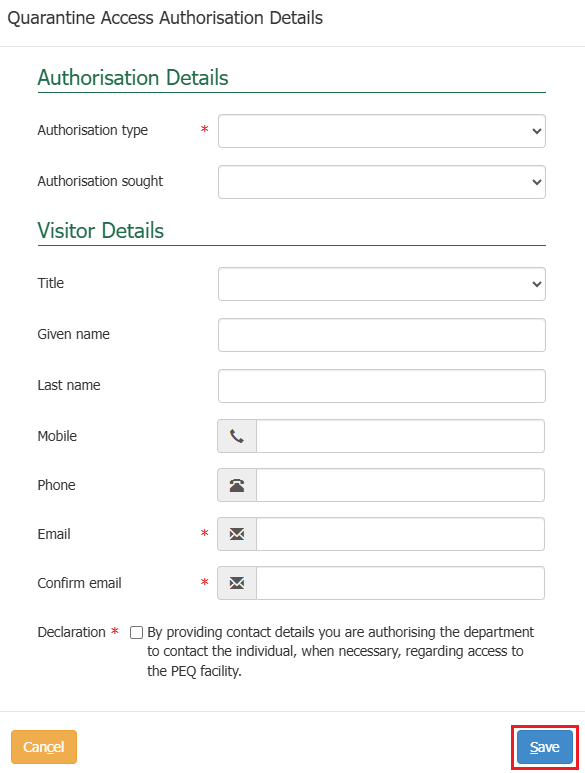 Quarantine Access Authorisation Details
Authorisation Details
Authorisation type *
Authorisation sought
Visitor Details
Title
Given name
Last name
Mobile
Phone
Email *
Confirm email *
Declaration * By providing contact details you are authorising the department
to contact the individual, when necessary, regarding access to
the PEQ facility.
Cancel Save